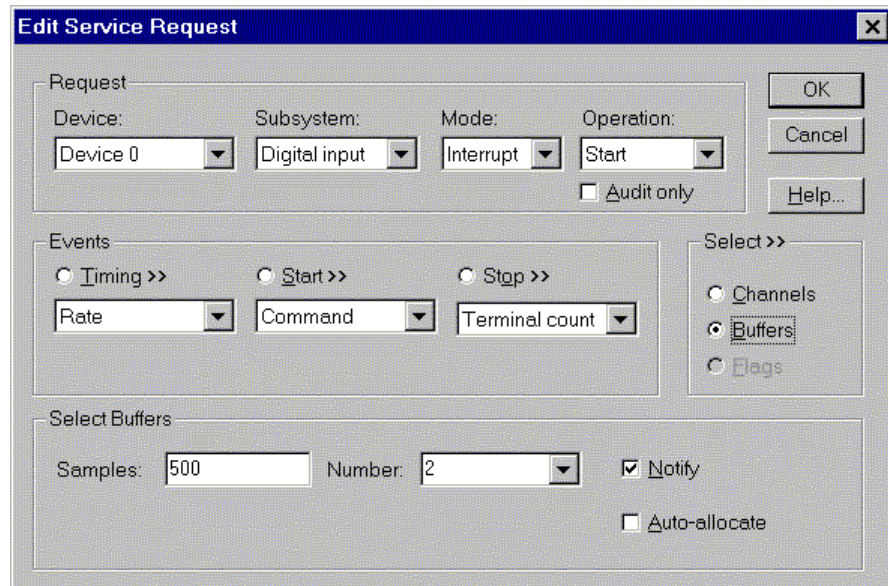 Edit Service Request
Request
OK
Device: Subsystem: Mode: Operation:
Device 0 Digital input Interrupt Start
Cancel
Audit only
Help...
Events
Select >>
Timing >> Start >> Stop >>
Channels
Rate Command Terminal count
Buffers
Flags
Select Buffers
Samples: 500 Number: 2 Notify
Auto-allocate